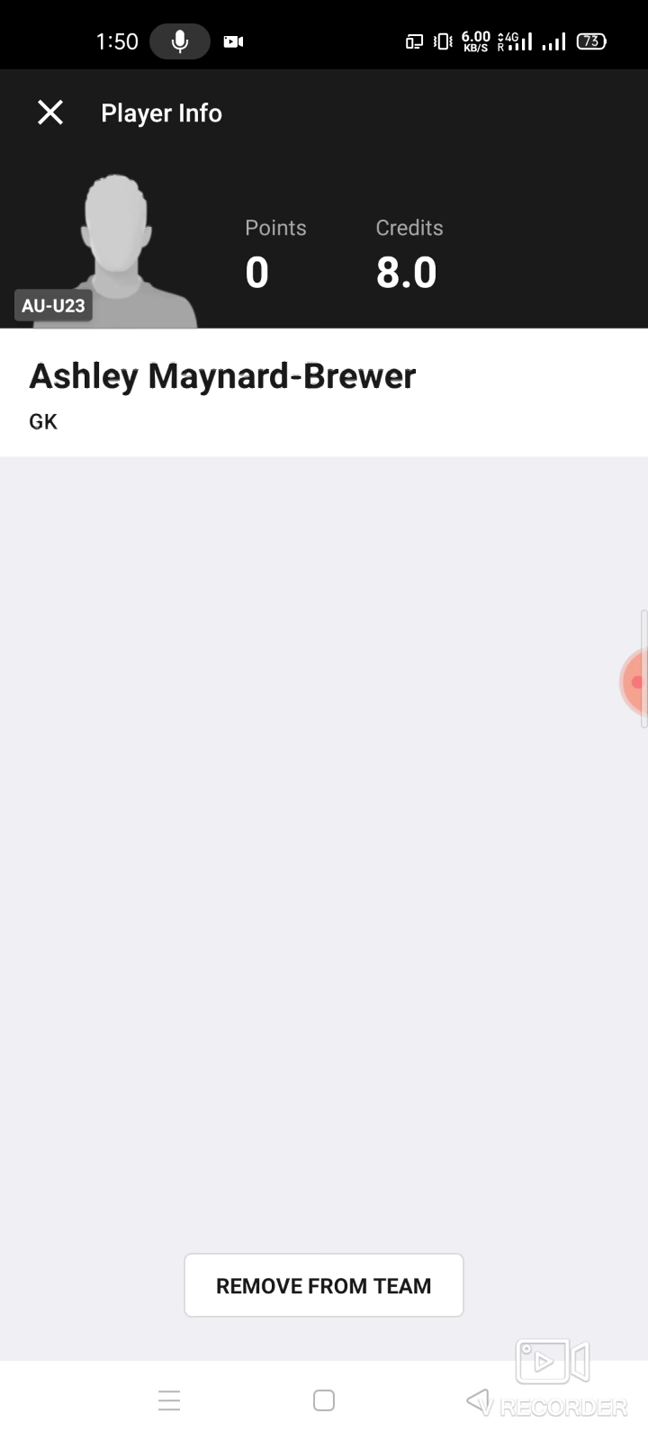 1:50
6.00
KB/S
4G
R
73
Player Info
Points
Credits
0
8.0
AU-U23
Ashley Maynard-Brewer
GK
REMOVE FROM TEAM
V RECORDER